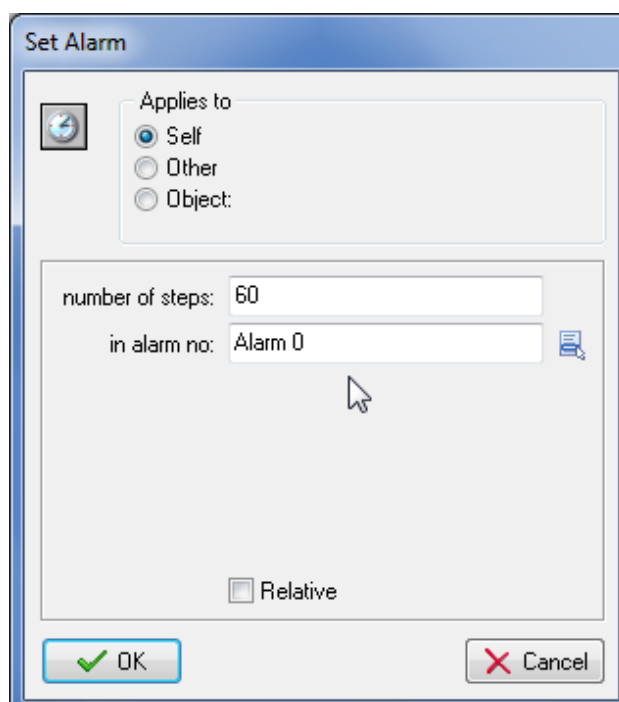 Set Alarm
Applies to
Self
Other
Object:
number of steps: 60
in alarm no: Alarm 0
Relative
OK
Cancel